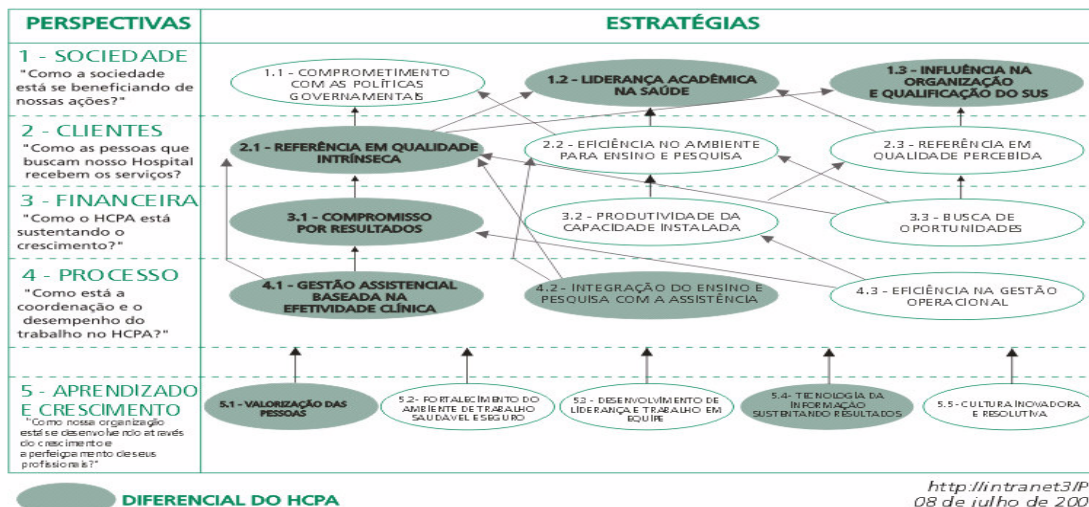 PERSPECTIVAS
ESTRATÉGIAS
1 - SOCIEDADE
"Como a sociedade
está se beneficiando de
nossas ações?"
1.1 - COMPROMETIMENTO
COM AS POLÍTICAS
GOVERNAMENTAIS
1.2 - LIDERANÇA ACADÊMICA
NA SAÚDE
1.3 - INFLUÊNCIA NA
ORGANIZAÇÃO
E QUALIFICAÇÃO DO SUS
2 - CLIENTES
"Como as pessoas que
buscam nosso Hospital
recebem os serviços?
2.1 - REFERÊNCIA EM QUALIDADE
INTRÍNSECA
2.2 - EFICIÊNCIA NO AMBIENTE
PARA ENSINO E PESQUISA
2.3 - REFERÊNCIA EM
QUALIDADE PERCEBIDA
3 - FINANCEIRA
"Como o HCPA está
sustentando o
crescimento?"
3.1 - COMPROMISSO
POR RESULTADOS
3.2 - PRODUTIVIDADE DA
CAPACIDADE INSTALADA
3.3 - BUSCA DE
OPORTUNIDADES
4 - PROCESSO
"Como está a
coordenação e o
desempenho do
trabalho no HCPA?"
4.1 - GESTÃO ASSISTENCIAL
BASEADA NA
EFETIVIDADE CLÍNICA
4.2 - INTEGRAÇÃO DO ENSINO E
PESQUISA COM A ASSISTÊNCIA
4.3 - EFICIÊNCIA NA GESTÃO
OPERACIONAL
5 - APRENDIZADO
E CRESCIMENTO
"Como nossa organização
está se desenvolvendo através
do crescimento e
aperfeiçoamento de seus
profissionais?"
5.1 - VALORIZAÇÃO DAS
PESSOAS
5.2- FORTALECIMENTO DO
AMBIENTE DE TRABALHO
SAUDAVEL E SEGURO
5.3 - DESENVOLVIMENTO DE
LIDERANÇA E TRABALHO EM
EQUIPE
5.4- TECNOLOGIA DA
INFORMAÇÃO
SUSTENTANDO RESULTADOS
5.5 - CULTURA INOVADORA
E RESOLUTIVA
DIFERENCIAL DO HCPA
http://intranet3/P
08 de julho de 200